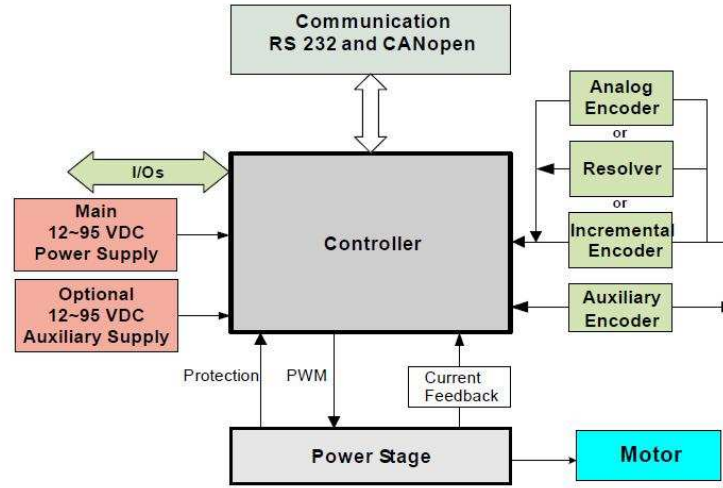 Communication
RS 232 and CANopen
Analog
Encoder
or
I/Os
Resolver
or
Main
12~95 VDC
Power Supply
Controller
Incremental
Encoder
Optional
12~95 VDC
Auxiliary Supply
Auxiliary
Encoder
Protection
PWM
Current
Feedback
Power Stage
Motor